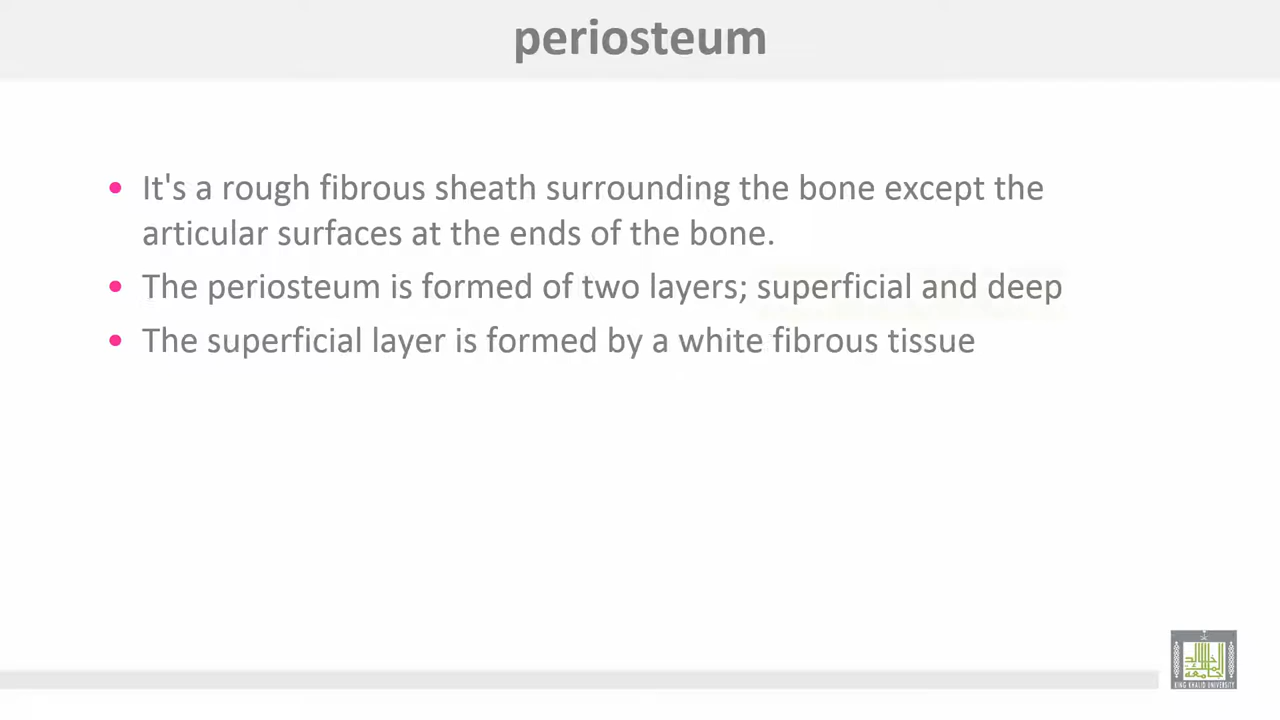 periosteum
• It's a rough fibrous sheath surrounding the bone except the
articular surfaces at the ends of the bone.
• The periosteum is formed of two layers; superficial and deep
• The superficial layer is formed by a white fibrous tissue
KING KHALID UNIVERSITY